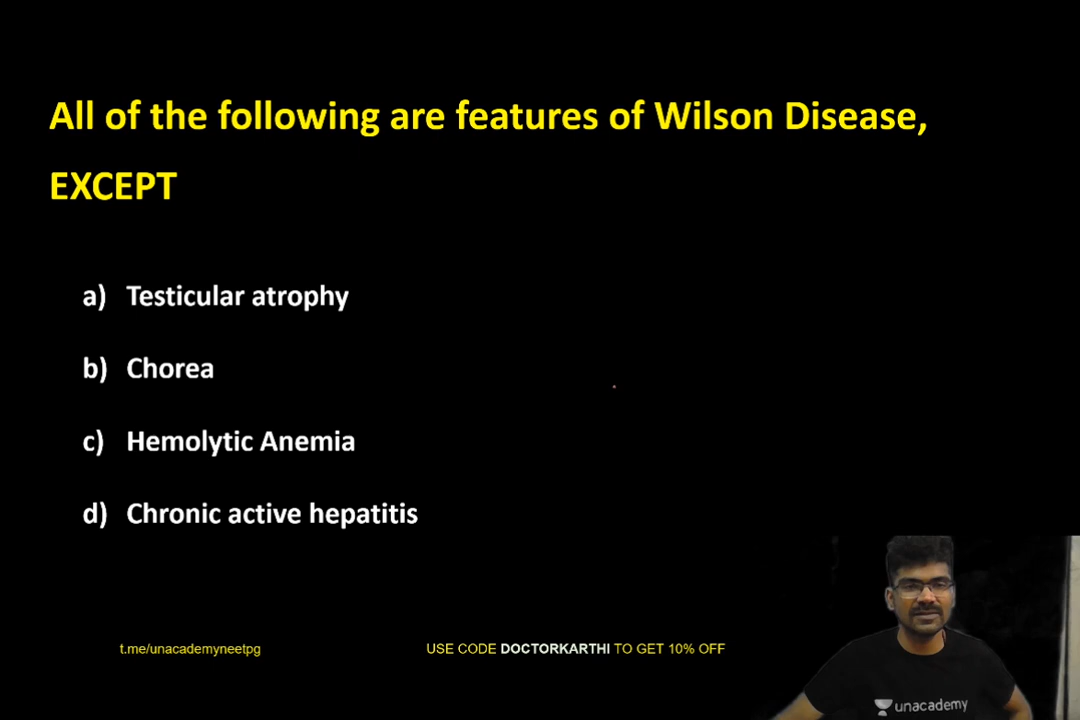 All of the following are features of Wilson Disease,
EXCEPT
a) Testicular atrophy
b) Chorea
c) Hemolytic Anemia
d) Chronic active hepatitis
t.me/unacademyneetpg
USE CODE DOCTORKARTHI TO GET 10% OFF
unacademy